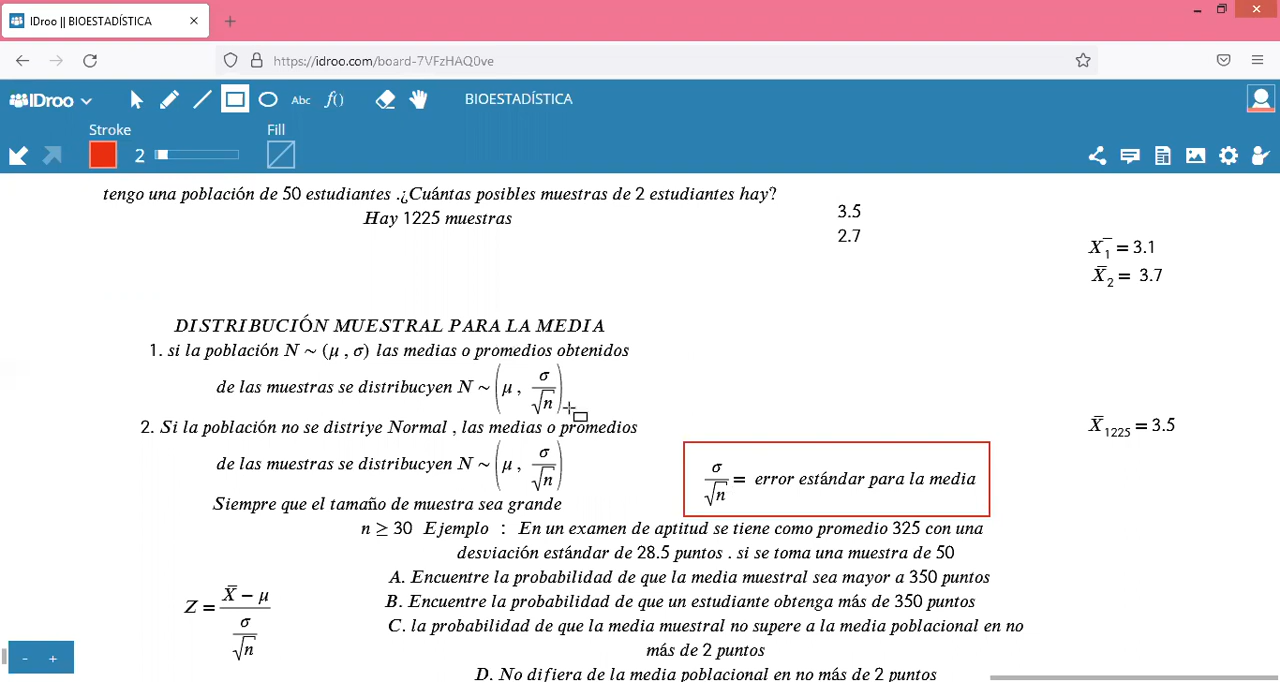 IDroo || BIOESTADÍSTICA
https://idroo.com/board-7VFzHAQ0ve
IDroo
Abc
f()
BIOESTADÍSTICA
Stroke
Fill
2
tengo una población de 50 estudiantes .¿Cuántas posibles muestras de 2 estudiantes hay?
Hay 1225 muestras
3.5
2.7
X̄₁ = 3.1
X̄₂ = 3.7
DISTRIBUCIÓN MUESTRAL PARA LA MEDIA
1. si la población N ~ (μ , σ) las medias o promedios obtenidos
de las muestras se distribucyen N ~ (μ , σ/√n)
2. Si la población no se distriye Normal , las medias o promedios
X̄₁₂₂₅ = 3.5
de las muestras se distribucyen N ~ (μ , σ/√n)
σ/√n = error estándar para la media
Siempre que el tamaño de muestra sea grande
n ≥ 30 Ejemplo : En un examen de aptitud se tiene como promedio 325 con una
desviación estándar de 28.5 puntos . si se toma una muestra de 50
A. Encuentre la probabilidad de que la media muestral sea mayor a 350 puntos
B. Encuentre la probabilidad de que un estudiante obtenga más de 350 puntos
Z = (X̄ − μ)/(σ/√n)
C. la probabilidad de que la media muestral no supere a la media poblacional en no
más de 2 puntos
D. No difiera de la media poblacional en no más de 2 puntos
- +